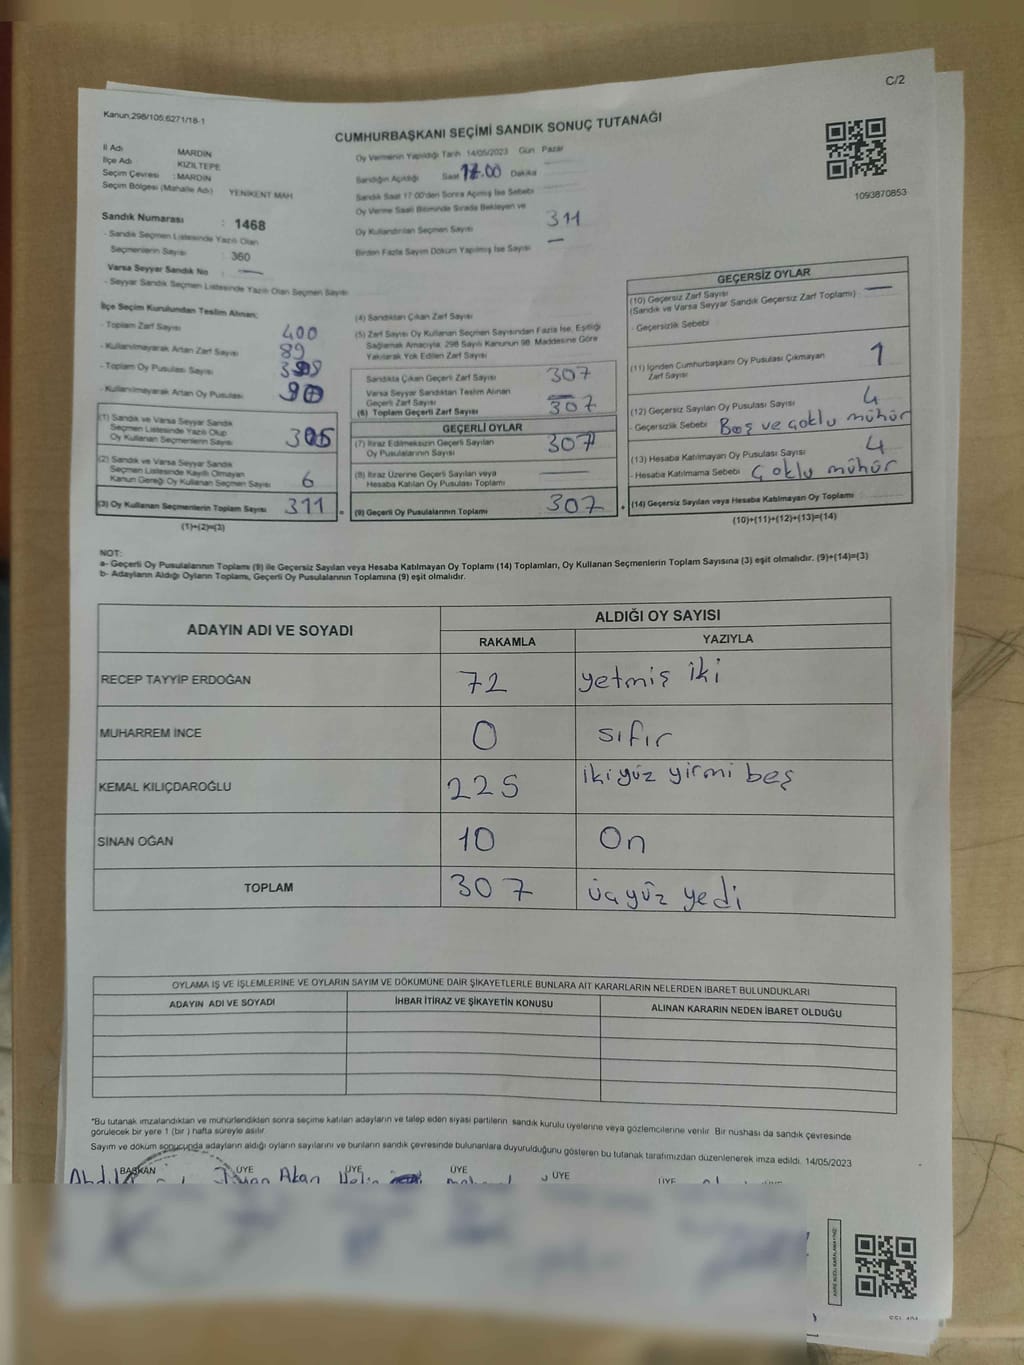 C/2
Kanun,298/105;6271/18-1
CUMHURBAŞKANI SEÇİMİ SANDIK SONUÇ TUTANAĞI
İl Adı MARDİN
İlçe Adı KIZILTEPE
Seçim Çevresi : MARDİN
Seçim Bölgesi (Mahalle Adı) YENİKENT MAH
Oy Vermenin Yapıldığı Tarih 14/05/2023 Gün Pazar
Sandığın Açıldığı Saat 17.00 Dakika
Sandık Saat 17:00'den Sonra Açılmış İse Sebebi
Oy Verme Saati Bitiminde Sırada Bekleyen ve
Oy Kullandırılan Seçmen Sayısı 311
Birden Fazla Sayım Döküm Yapılmış İse Sayısı —
1093870853
Sandık Numarası : 1468
- Sandık Seçmen Listesinde Yazılı Olan
Seçmenlerin Sayısı : 360
Varsa Seyyar Sandık No : —
- Seyyar Sandık Seçmen Listesinde Yazılı Olan Seçmen Sayısı
İlçe Seçim Kurulundan Teslim Alınan;
- Toplam Zarf Sayısı 400
- Kullanılmayarak Artan Zarf Sayısı 89
- Toplam Oy Pusulası Sayısı
- Kullanılmayarak Artan Oy Pusulası
(1) Sandık ve Varsa Seyyar Sandık
Seçmen Listesinde Yazılı Olup
Oy Kullanan Seçmenlerin Sayısı 305
(2) Sandık ve Varsa Seyyar Sandık
Seçmen Listesinde Kayıtlı Olmayan
Kanun Gereği Oy Kullanan Seçmen Sayısı 6
(3) Oy Kullanan Seçmenlerin Toplam Sayısı 311
(1)+(2)=(3)
(4) Sandıktan Çıkan Zarf Sayısı
(5) Zarf Sayısı Oy Kullanan Seçmen Sayısından Fazla İse, Eşitliği
Sağlamak Amacıyla, 298 Sayılı Kanunun 98. Maddesine Göre
Yakılarak Yok Edilen Zarf Sayısı
Sandıkta Çıkan Geçerli Zarf Sayısı 307
Varsa Seyyar Sandıktan Teslim Alınan
Geçerli Zarf Sayısı —
(6) Toplam Geçerli Zarf Sayısı 307
GEÇERLİ OYLAR
(7) İtiraz Edilmeksizin Geçerli Sayılan
Oy Pusulalarının Sayısı 307
(8) İtiraz Üzerine Geçerli Sayılan veya
Hesaba Katılan Oy Pusulası Toplamı —
(9) Geçerli Oy Pusulalarının Toplamı 307
GEÇERSİZ OYLAR
(10) Geçersiz Zarf Sayısı —
(Sandık ve Varsa Seyyar Sandık Geçersiz Zarf Toplamı)
- Geçersizlik Sebebi
(11) İçinden Cumhurbaşkanı Oy Pusulası Çıkmayan
Zarf Sayısı 1
(12) Geçersiz Sayılan Oy Pusulası Sayısı 4
- Geçersizlik Sebebi Boş ve çoklu mühür
(13) Hesaba Katılmayan Oy Pusulası Sayısı 4
- Hesaba Katılmama Sebebi çoklu mühür
(14) Geçersiz Sayılan veya Hesaba Katılmayan Oy Toplamı
(10)+(11)+(12)+(13)=(14)
NOT:
a- Geçerli Oy Pusulalarının Toplamı (9) ile Geçersiz Sayılan veya Hesaba Katılmayan Oy Toplamı (14) Toplamları, Oy Kullanan Seçmenlerin Toplam Sayısına (3) eşit olmalıdır. (9)+(14)=(3)
b- Adayların Aldığı Oyların Toplamı, Geçerli Oy Pusulalarının Toplamına (9) eşit olmalıdır.
ADAYIN ADI VE SOYADI ALDIĞI OY SAYISI
RAKAMLA YAZIYLA
RECEP TAYYİP ERDOĞAN 72 yetmiş iki
MUHARREM İNCE 0 sıfır
KEMAL KILIÇDAROĞLU 225 ikiyüz yirmi beş
SİNAN OĞAN 10 On
TOPLAM 307 üçyüz yedi
OYLAMA İŞ VE İŞLEMLERİNE VE OYLARIN SAYIM VE DÖKÜMÜNE DAİR ŞİKAYETLERLE BUNLARA AİT KARARLARIN NELERDEN İBARET BULUNDUKLARI
ADAYIN ADI VE SOYADI İHBAR İTİRAZ VE ŞİKAYETİN KONUSU ALINAN KARARIN NEDEN İBARET OLDUĞU
*Bu tutanak imzalandıktan ve mühürlendikten sonra seçime katılan adayların ve talep eden siyasi partilerin sandık kurulu üyelerine veya gözlemcilerine verilir. Bir nüshası da sandık çevresinde
görülecek bir yere 1 (bir) hafta süreyle asılır.
Sayım ve döküm sonucunda adayların aldığı oyların sayılarını ve bunların sandık çevresinde bulunanlara duyurulduğunu gösteren bu tutanak tarafımızdan düzenlenerek imza edildi. 14/05/2023
BAŞKAN ÜYE ÜYE ÜYE ÜYE ÜYE
Akan